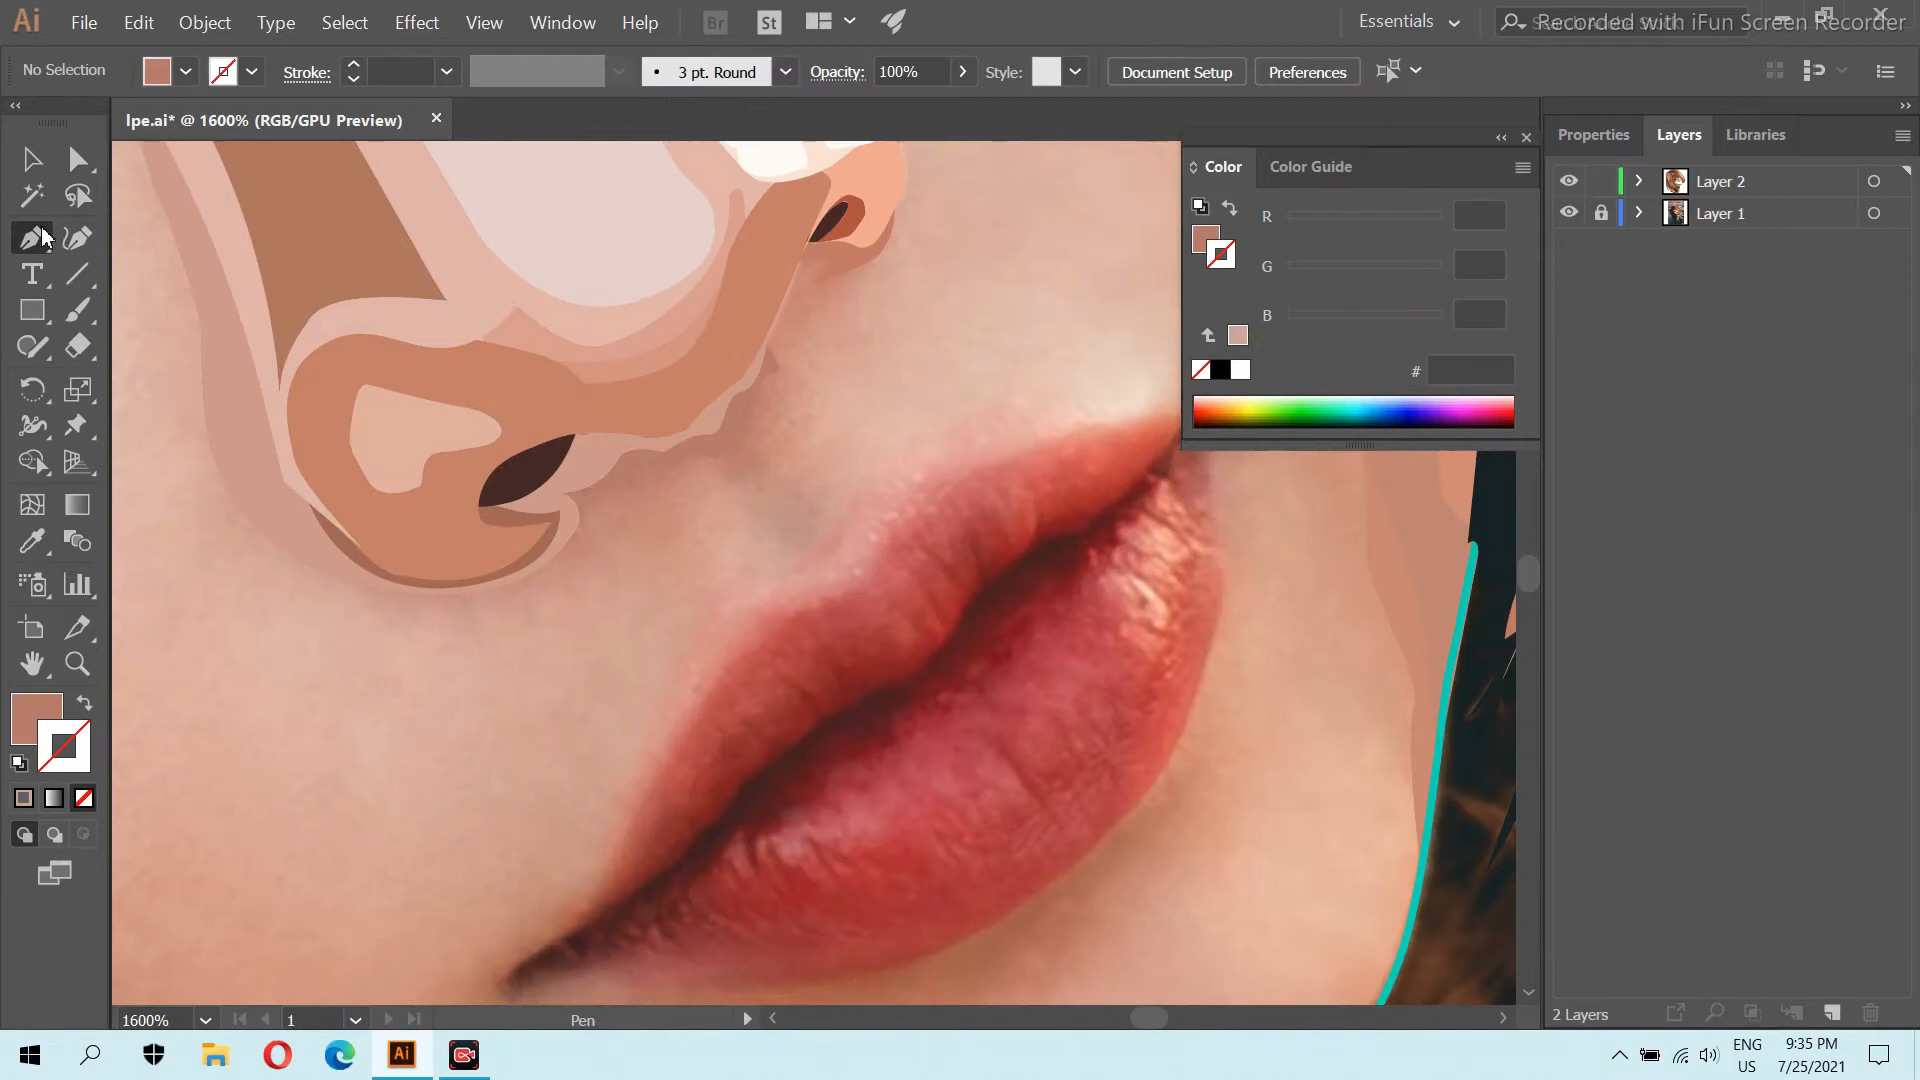 Ai File Edit Object Type Select Effect View Window Help Br St Essentials Recorded with iFun Screen Recorder
No Selection Stroke: 3 pt. Round Opacity: 100% Style: Document Setup Preferences
lpe.ai* @ 1600% (RGB/GPU Preview)
Properties Layers Libraries
Color Color Guide
Layer 2
Layer 1
R
G
B
#
1600% 1 Pen
2 Layers
Ai
ENG
US
9:35 PM
7/25/2021